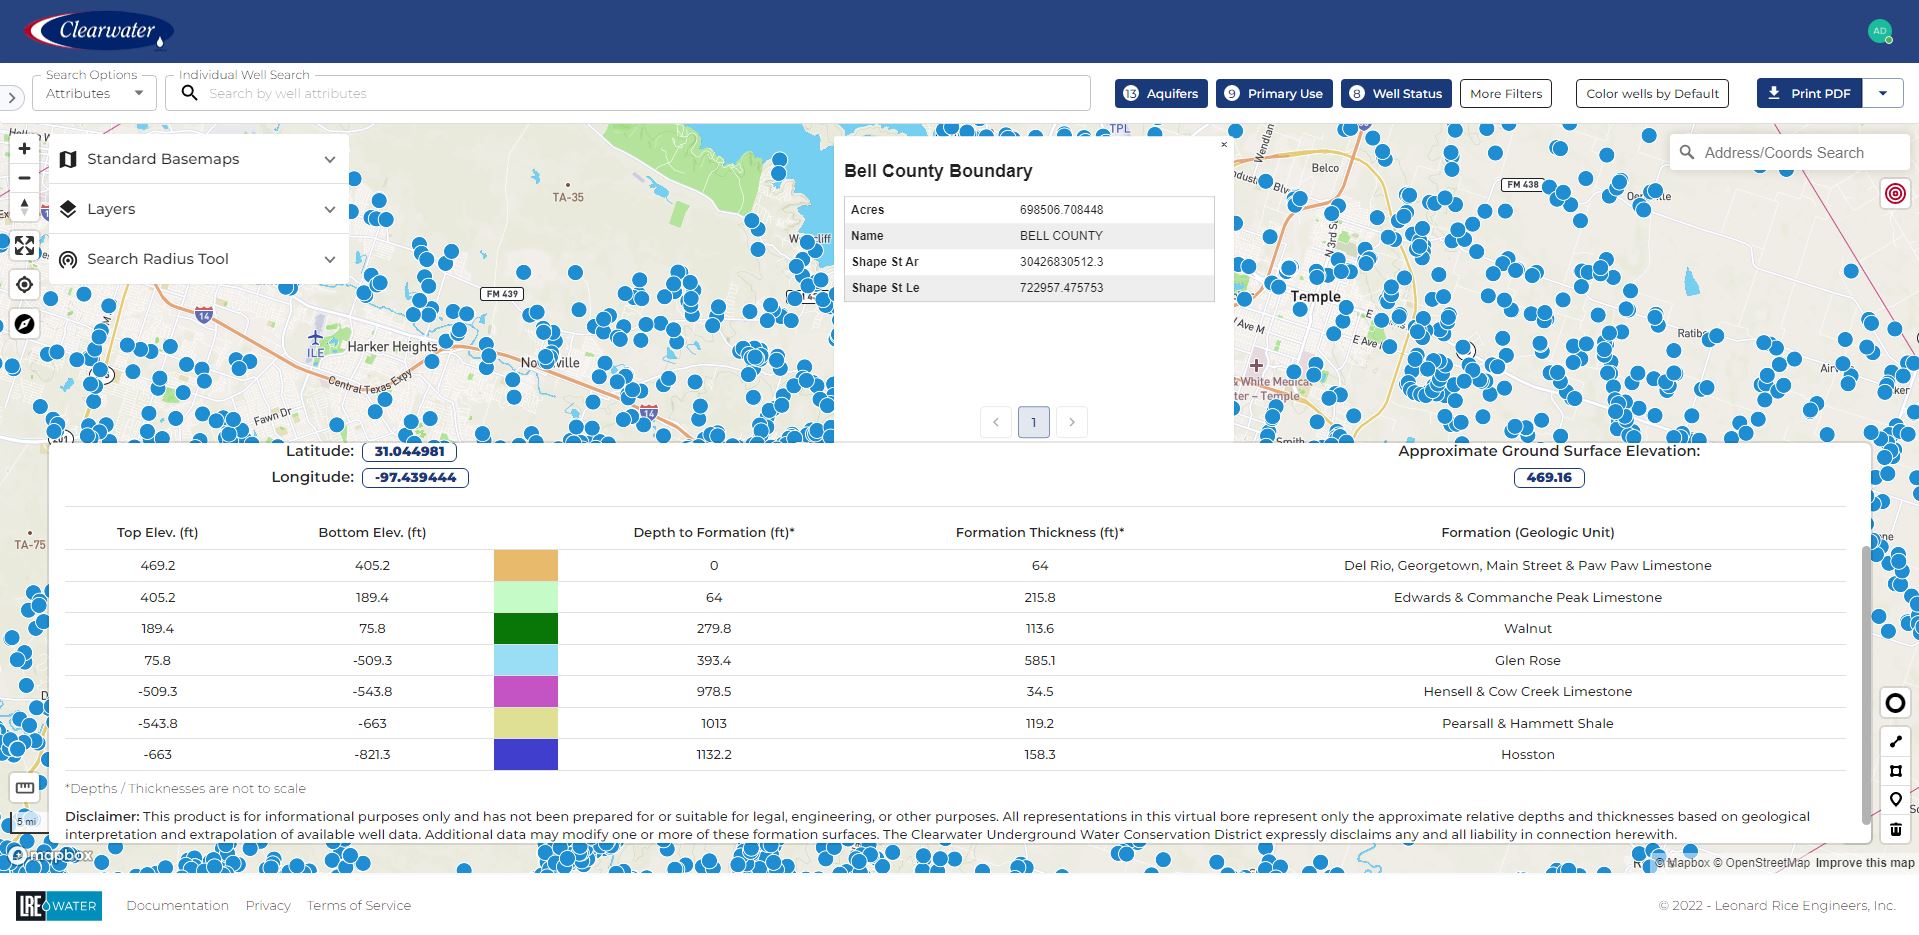 Clearwater
AD
Search Options
Attributes
Individual Well Search
Search by well attributes
13 Aquifers
9 Primary Use
8 Well Status
More Filters
Color wells by Default
Print PDF
Standard Basemaps
Layers
Search Radius Tool
Address/Coords Search
Bell County Boundary
×
Acres 698506.708448
Name BELL COUNTY
Shape St Ar 30426830512.3
Shape St Le 722957.475753
1
TPL
TA-35
Belco
FM 438
N 3rd S
FM 439
14
Temple
Ave M
E Ave
Ratib
ILE
Harker Heights
Central Texas Expy
14
Fawn Dr
White Medica
ter – Temple
Smith
TA-75
Latitude: 31.044981
Longitude: -97.439444
Approximate Ground Surface Elevation:
469.16
Top Elev. (ft) Bottom Elev. (ft) Depth to Formation (ft)* Formation Thickness (ft)* Formation (Geologic Unit)
469.2 405.2 0 64 Del Rio, Georgetown, Main Street & Paw Paw Limestone
405.2 189.4 64 215.8 Edwards & Commanche Peak Limestone
189.4 75.8 279.8 113.6 Walnut
75.8 -509.3 393.4 585.1 Glen Rose
-509.3 -543.8 978.5 34.5 Hensell & Cow Creek Limestone
-543.8 -663 1013 119.2 Pearsall & Hammett Shale
-663 -821.3 1132.2 158.3 Hosston
*Depths / Thicknesses are not to scale
Disclaimer: This product is for informational purposes only and has not been prepared for or suitable for legal, engineering, or other purposes. All representations in this virtual bore represent only the approximate relative depths and thicknesses based on geological
interpretation and extrapolation of available well data. Additional data may modify one or more of these formation surfaces. The Clearwater Underground Water Conservation District expressly disclaims any and all liability in connection herewith.
5 mi
mapbox
© Mapbox © OpenStreetMap Improve this map
LRE WATER
Documentation Privacy Terms of Service
© 2022 - Leonard Rice Engineers, Inc.